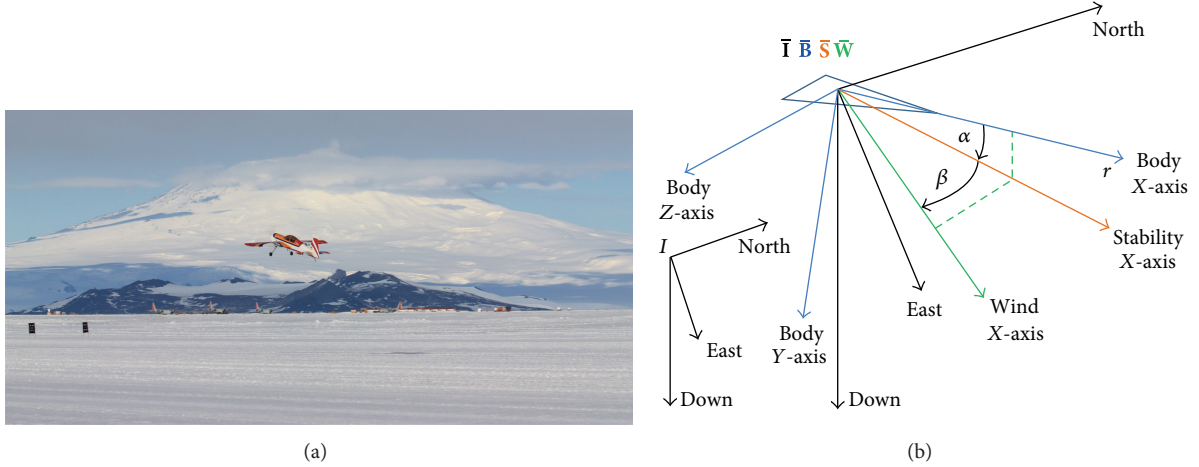 North
I̅ B̅ S̅ W̅
α
β
r
Body
X-axis
Body
Z-axis
Stability
X-axis
I
North
East
Wind
X-axis
East
Body
Y-axis
Down
Down
(a)
(b)